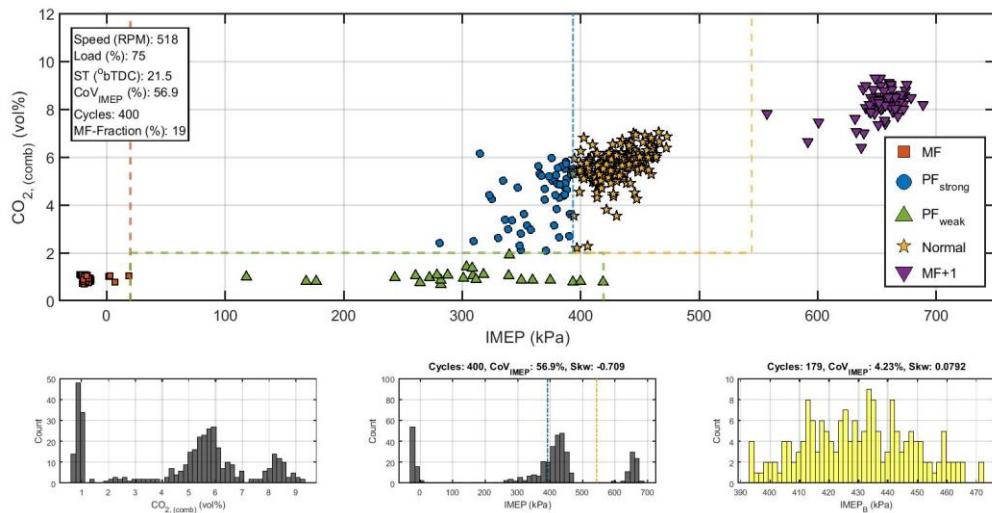 Speed (RPM): 518
Load (%): 75
ST (ºbTDC): 21.5
CoV_IMEP (%): 56.9
Cycles: 400
MF-Fraction (%): 19
CO2, (comb) (vol%)
12
10
8
6
4
2
0
0 100 200 300 400 500 600 700
IMEP (kPa)
MF
PFstrong
PFweak
Normal
MF+1
50
40
30
20
10
0
Count
1 2 3 4 5 6 7 8 9
CO2, (comb) (vol%)
Cycles: 400, CoVIMEP: 56.9%, Skw: -0.709
100
80
60
40
20
0
Count
0 100 200 300 400 500 600 700
IMEP (kPa)
Cycles: 179, CoVIMEP: 4.23%, Skw: 0.0792
10
8
6
4
2
0
Count
390 400 410 420 430 440 450 460 470
IMEPB (kPa)